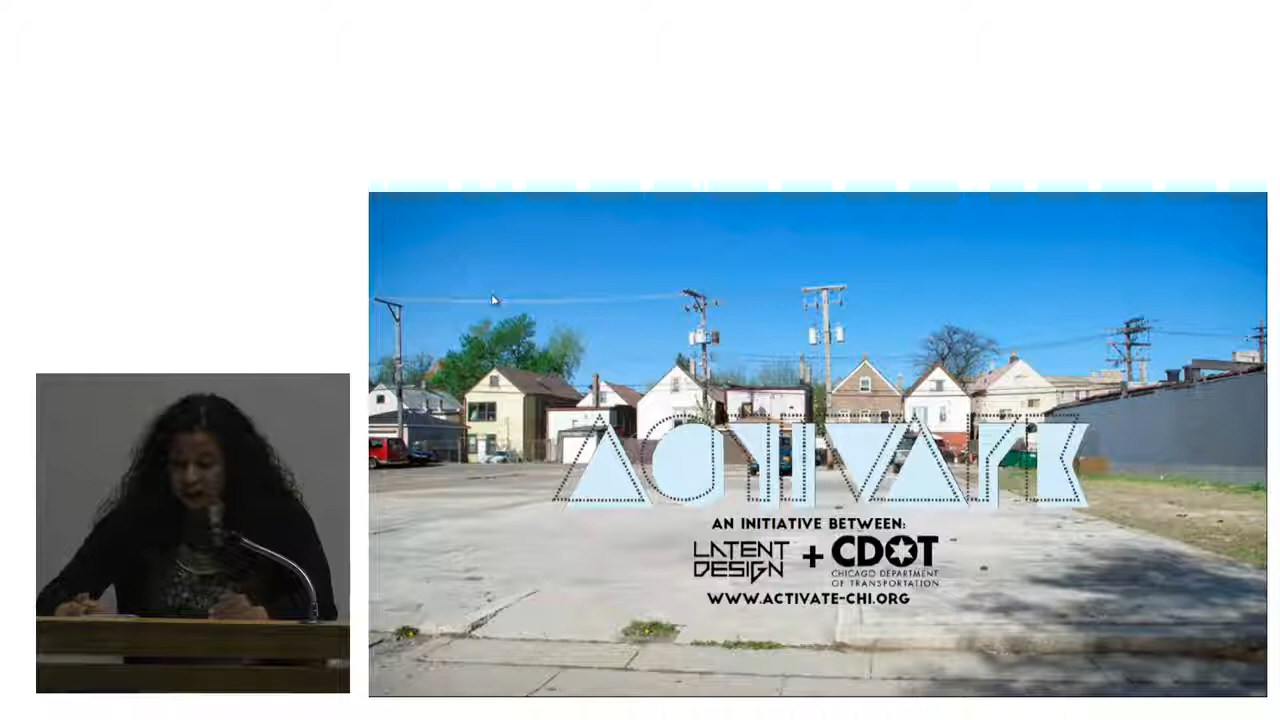 ACTIVATE
AN INITIATIVE BETWEEN:
LATENT DESIGN + CDOT
CHICAGO DEPARTMENT OF TRANSPORTATION
WWW.ACTIVATE-CHI.ORG